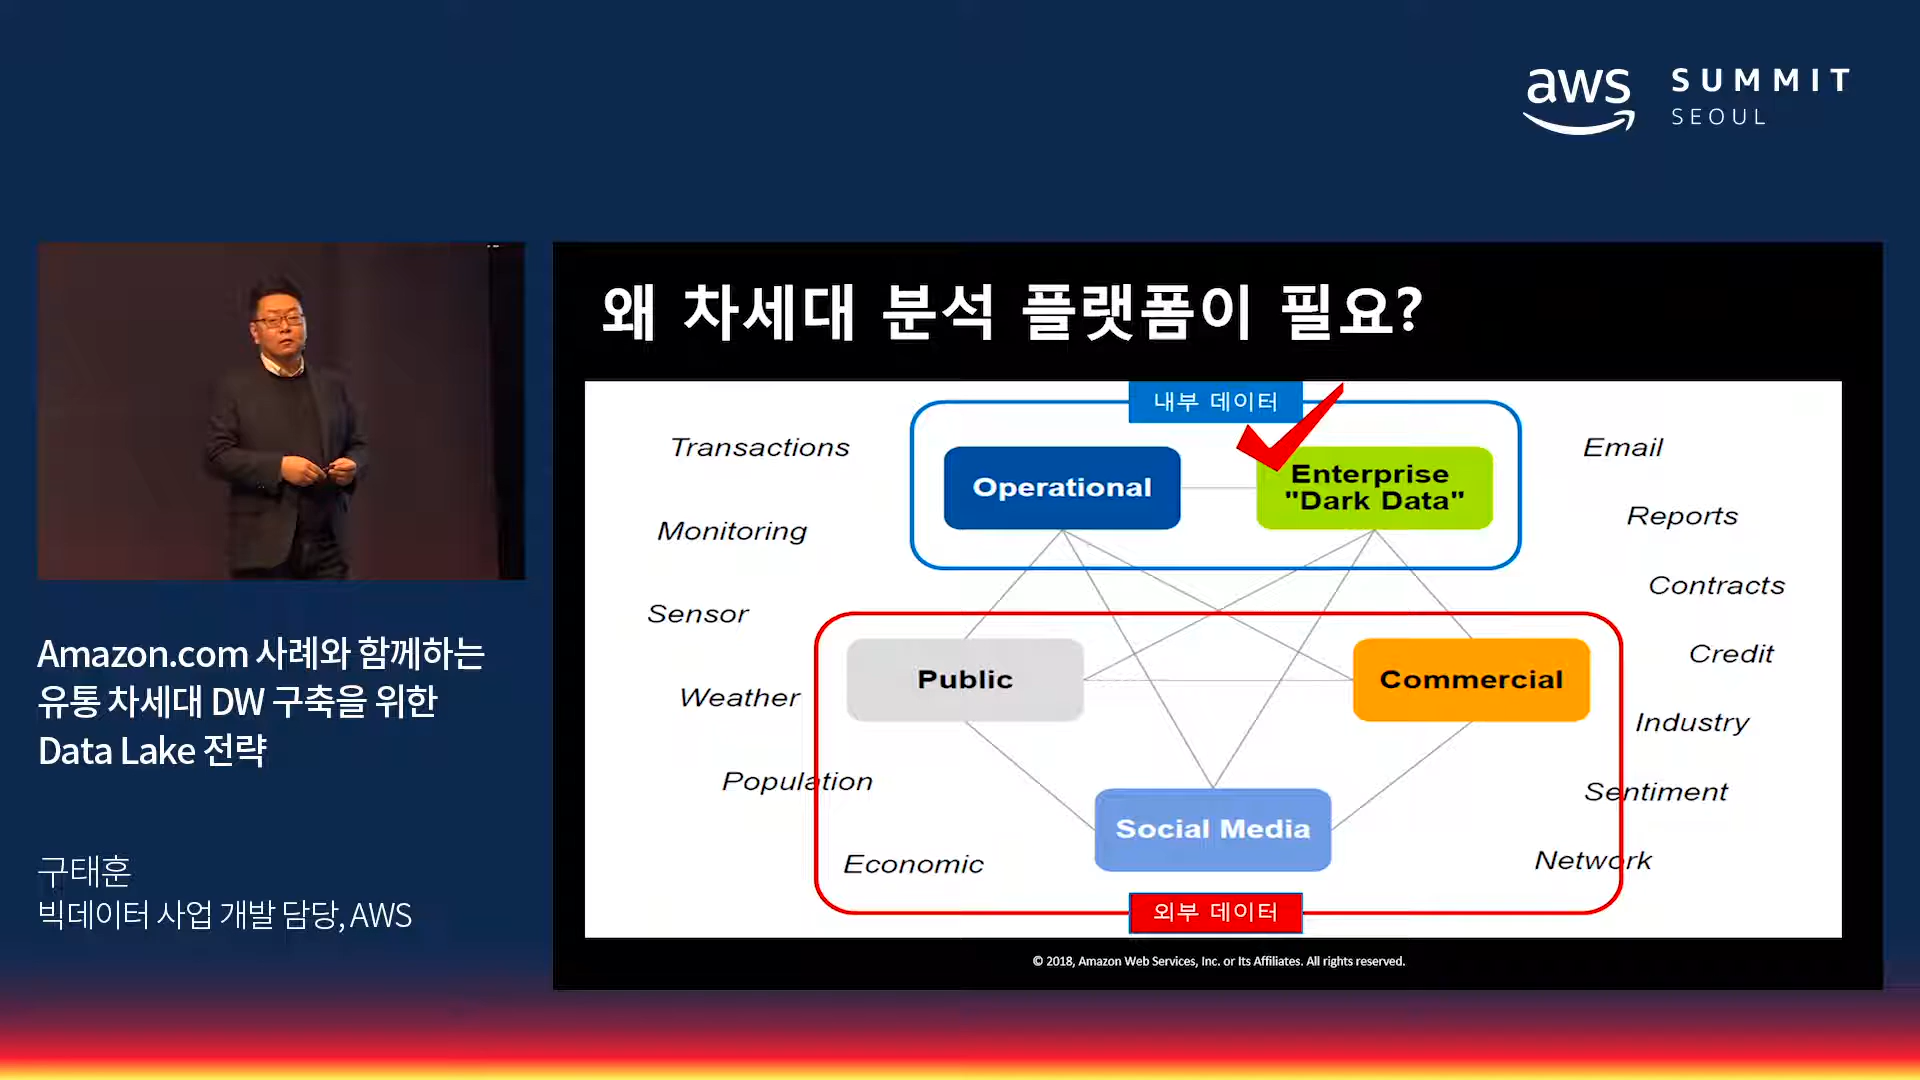 aws
SUMMIT
SEOUL
왜 차세대 분석 플랫폼이 필요?
내부 데이터
Transactions
Monitoring
Sensor
Weather
Population
Economic
Operational
Enterprise
"Dark Data"
Public
Commercial
Social Media
Email
Reports
Contracts
Credit
Industry
Sentiment
Network
외부 데이터
© 2018, Amazon Web Services, Inc. or Its Affiliates. All rights reserved.
Amazon.com 사례와 함께하는
유통 차세대 DW 구축을 위한
Data Lake 전략
구태훈
빅데이터 사업 개발 담당, AWS